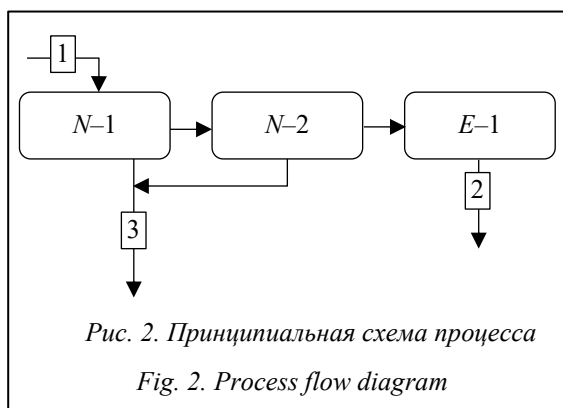 1
N–1
N–2
E–1
2
3
Рис. 2. Принципиальная схема процесса
Fig. 2. Process flow diagram